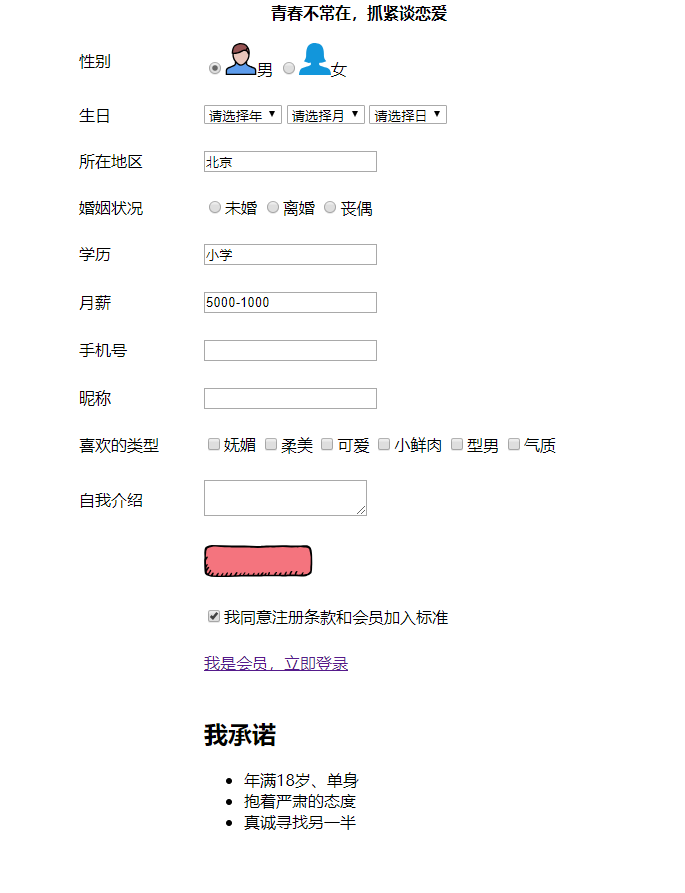 青春不常在，抓紧谈恋爱
性别 男 女
生日 请选择年 请选择月 请选择日
所在地区 北京
婚姻状况 未婚 离婚 丧偶
学历 小学
月薪 5000-1000
手机号
昵称
喜欢的类型 妩媚 柔美 可爱 小鲜肉 型男 气质
自我介绍
我同意注册条款和会员加入标准
我是会员，立即登录
我承诺
年满18岁、单身
抱着严肃的态度
真诚寻找另一半